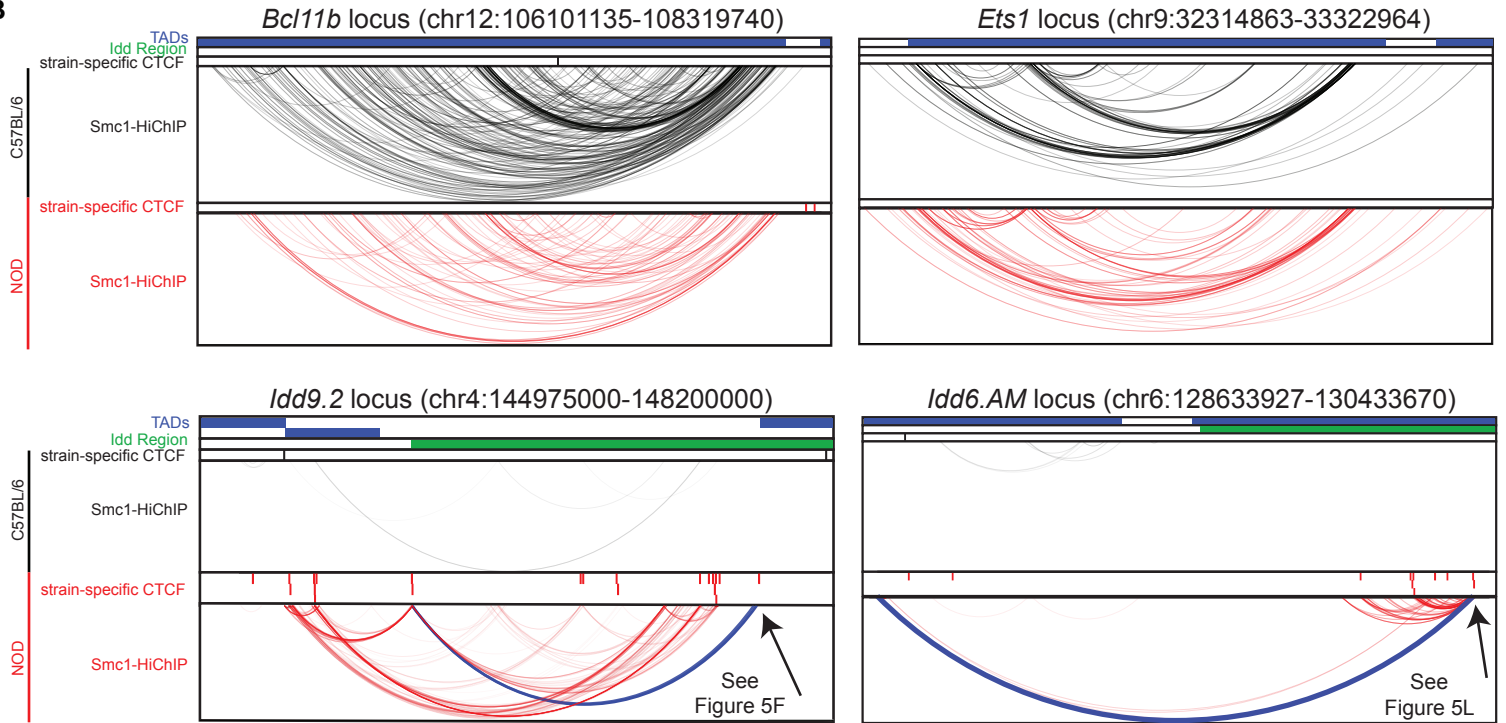 B
Bcl11b locus (chr12:106101135-108319740)
Ets1 locus (chr9:32314863-33322964)
TADs
Idd Region
strain-specific CTCF
C57BL/6
Smc1-HiChIP
strain-specific CTCF
NOD
Smc1-HiChIP
Idd9.2 locus (chr4:144975000-148200000)
Idd6.AM locus (chr6:128633927-130433670)
TADs
Idd Region
strain-specific CTCF
C57BL/6
Smc1-HiChIP
strain-specific CTCF
NOD
Smc1-HiChIP
See
Figure 5F
See
Figure 5L